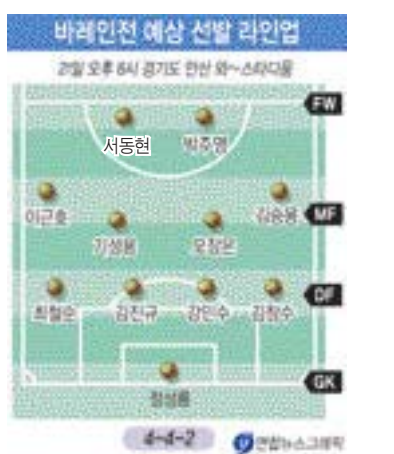 바레인전 예상 선발 라인업
21일 오후 8시 경기도 안산 와~스타디움
FW
서동현 박주영
이근호 김승용 MF
기성용 오장은
최철순 김진규 강민수 김창수 DF
정성룡 GK
4-4-2
연합뉴스그래픽